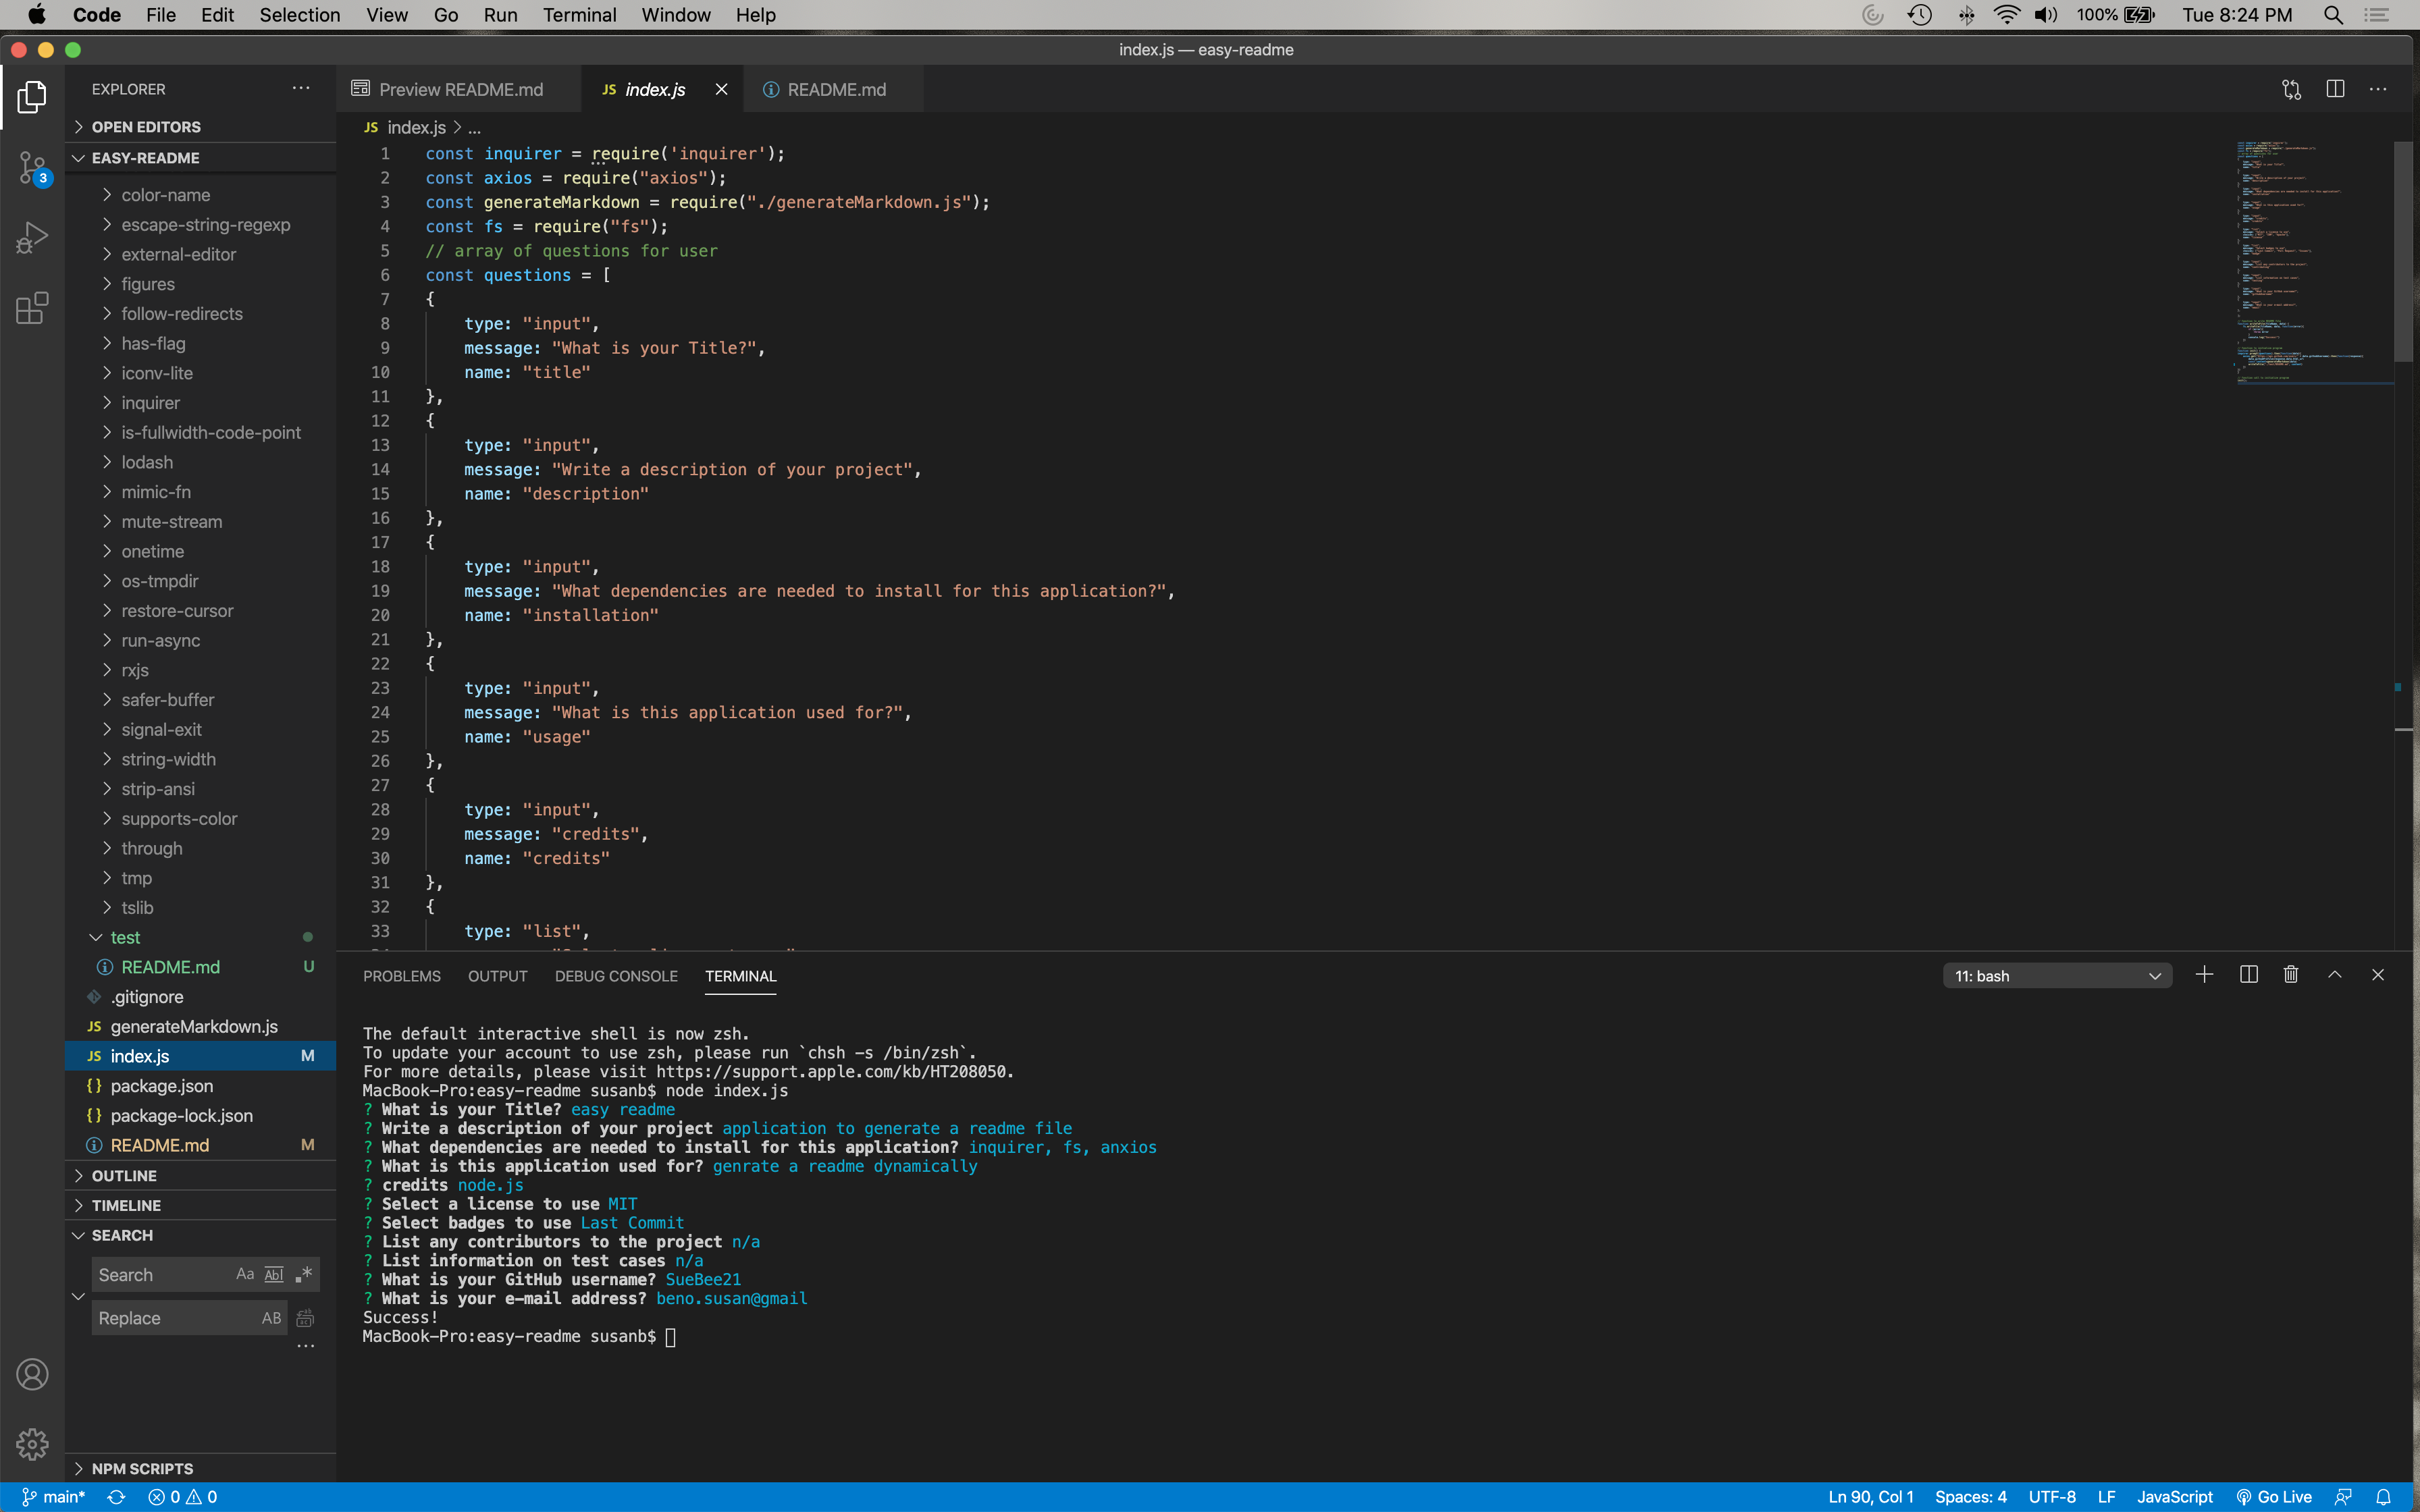 Code File Edit Selection View Go Run Terminal Window Help 100% Tue 8:24 PM
index.js — easy-readme
EXPLORER
OPEN EDITORS
EASY-README
color-name
escape-string-regexp
external-editor
figures
follow-redirects
has-flag
iconv-lite
inquirer
is-fullwidth-code-point
lodash
mimic-fn
mute-stream
onetime
os-tmpdir
restore-cursor
run-async
rxjs
safer-buffer
signal-exit
string-width
strip-ansi
supports-color
through
tmp
tslib
test
README.md U
.gitignore
JS generateMarkdown.js
JS index.js M
{} package.json
{} package-lock.json
README.md M
OUTLINE
TIMELINE
SEARCH
Search Aa Abl .*
Replace AB
NPM SCRIPTS
3
Preview README.md JS index.js README.md
JS index.js > ...
1 const inquirer = require('inquirer');
2 const axios = require("axios");
3 const generateMarkdown = require("./generateMarkdown.js");
4 const fs = require("fs");
5 // array of questions for user
6 const questions = [
7 {
8 type: "input",
9 message: "What is your Title?",
10 name: "title"
11 },
12 {
13 type: "input",
14 message: "Write a description of your project",
15 name: "description"
16 },
17 {
18 type: "input",
19 message: "What dependencies are needed to install for this application?",
20 name: "installation"
21 },
22 {
23 type: "input",
24 message: "What is this application used for?",
25 name: "usage"
26 },
27 {
28 type: "input",
29 message: "credits",
30 name: "credits"
31 },
32 {
33 type: "list",
PROBLEMS OUTPUT DEBUG CONSOLE TERMINAL 11: bash
The default interactive shell is now zsh.
To update your account to use zsh, please run `chsh -s /bin/zsh`.
For more details, please visit https://support.apple.com/kb/HT208050.
MacBook-Pro:easy-readme susanb$ node index.js
? What is your Title? easy readme
? Write a description of your project application to generate a readme file
? What dependencies are needed to install for this application? inquirer, fs, anxios
? What is this application used for? genrate a readme dynamically
? credits node.js
? Select a license to use MIT
? Select badges to use Last Commit
? List any contributors to the project n/a
? List information on test cases n/a
? What is your GitHub username? SueBee21
? What is your e-mail address? beno.susan@gmail
Success!
MacBook-Pro:easy-readme susanb$
main* 0 0 Ln 90, Col 1 Spaces: 4 UTF-8 LF JavaScript Go Live